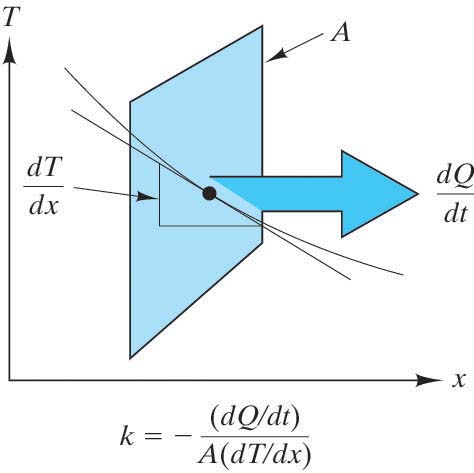 T
A
dT
dx
dQ
dt
x
k = - (dQ/dt)
A(dT/dx)